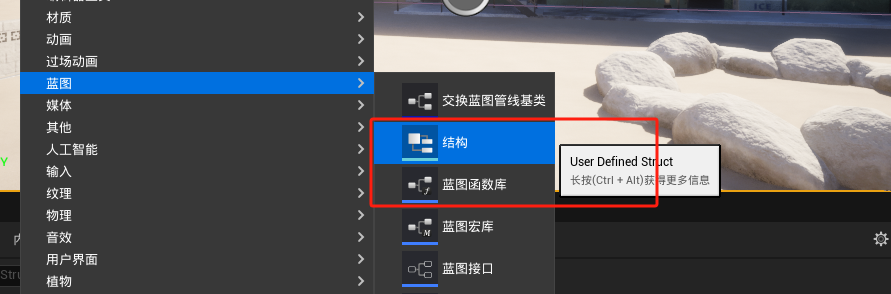 材质
动画
过场动画
蓝图
媒体
其他
人工智能
输入
纹理
物理
音效
用户界面
植物
交换蓝图管线基类
结构
蓝图函数库
蓝图宏库
蓝图接口
User Defined Struct
长按(Ctrl + Alt)获得更多信息
ICE
Y
内
Stru